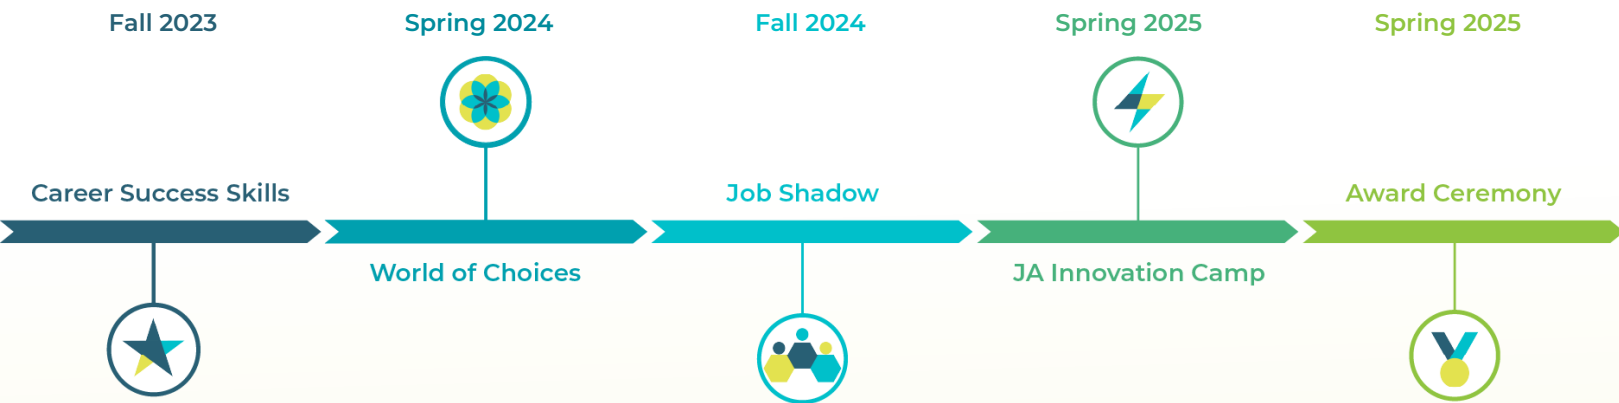 Fall 2023
Spring 2024
Fall 2024
Spring 2025
Spring 2025
Career Success Skills
Job Shadow
Award Ceremony
World of Choices
JA Innovation Camp